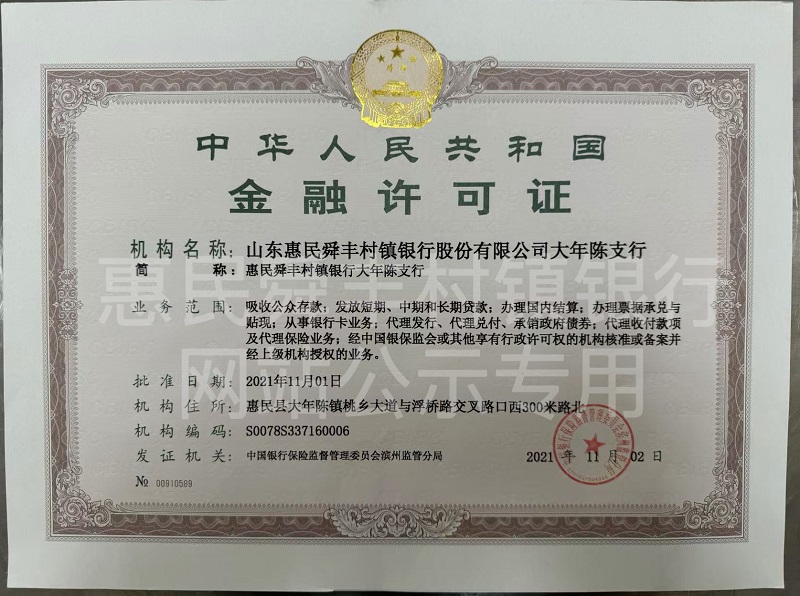 中华人民共和国
金融许可证
机构名称：山东惠民舜丰村镇银行股份有限公司大年陈支行
简称：惠民舜丰村镇银行大年陈支行
惠民舜丰村镇银行
网站公示专用
业务范围：吸收公众存款；发放短期、中期和长期贷款；办理国内结算；办理票据承兑与
贴现；从事银行卡业务；代理发行、代理兑付、承销政府债券；代理收付款项
及代理保险业务；经中国银保监会或其他享有行政许可权的机构核准或备案并
经上级机构授权的业务。
批准日期：2021年11月01日
机构住所：惠民县大年陈镇桃乡大道与浮桥路交叉路口西300米路北
机构编码：S0078S337160006
发证机关：中国银行保险监督管理委员会滨州监管分局
2021 年 11 月 02 日
№ 00910589